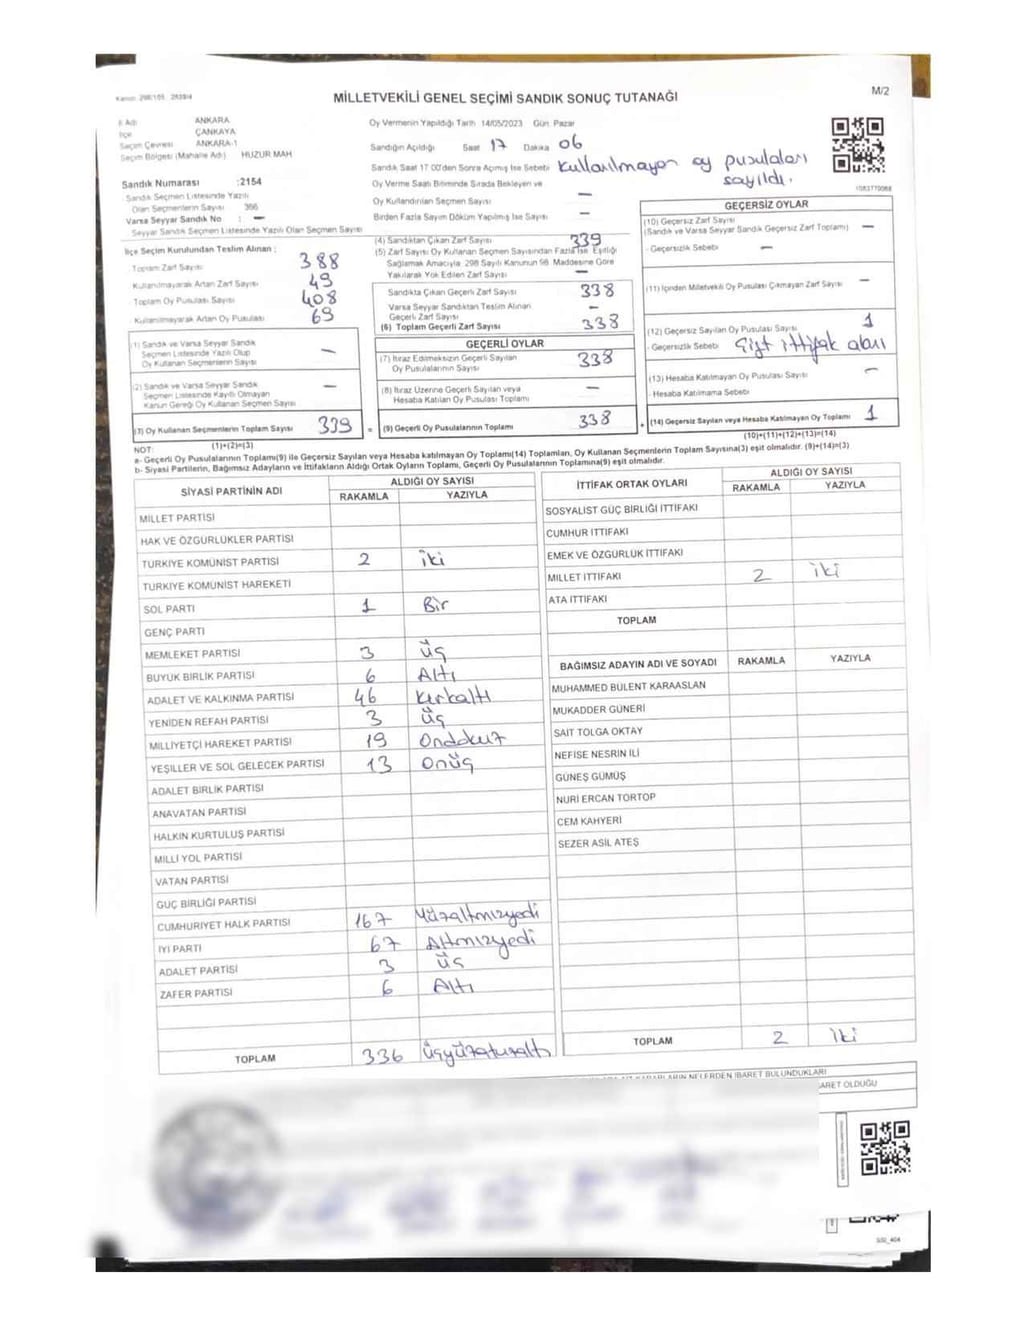 Kanun: 298/105, 2839/4
MİLLETVEKİLİ GENEL SEÇİMİ SANDIK SONUÇ TUTANAĞI
M/2
İl Adı ANKARA
İlçe ÇANKAYA
Seçim Çevresi ANKARA-1
Seçim Bölgesi (Mahalle Adı) HUZUR MAH
Sandık Numarası :2154
Sandık Seçmen Listesinde Yazılı
Olan Seçmenlerin Sayısı 366
Varsa Seyyar Sandık No : —
Seyyar Sandık Seçmen Listesinde Yazılı Olan Seçmen Sayısı
İlçe Seçim Kurulundan Teslim Alınan ;
Toplam Zarf Sayısı 388
Kullanılmayarak Artan Zarf Sayısı 49
Toplam Oy Pusulası Sayısı 408
Kullanılmayarak Artan Oy Pusulası 69
(1) Sandık ve Varsa Seyyar Sandık
Seçmen Listesinde Yazılı Olup
Oy Kullanan Seçmenlerin Sayısı —
(2) Sandık ve Varsa Seyyar Sandık
Seçmen Listesinde Kayıtlı Olmayan
Kanun Gereği Oy Kullanan Seçmen Sayısı —
(3) Oy Kullanan Seçmenlerin Toplam Sayısı 339
(1)+(2)=(3)
Oy Vermenin Yapıldığı Tarih 14/05/2023 Gün: Pazar
Sandığın Açıldığı Saat 17 Dakika 06
Sandık Saat 17 00'den Sonra Açılmış İse Sebebi Kullanılmayan oy pusulaları
sayıldı.
Oy Verme Saati Bitiminde Sırada Bekleyen ve
Oy Kullandırılan Seçmen Sayısı —
Birden Fazla Sayım Döküm Yapılmış İse Sayısı —
(4) Sandıktan Çıkan Zarf Sayısı 339
(5) Zarf Sayısı Oy Kullanan Seçmen Sayısından Fazla İse, Eşitliği
Sağlamak Amacıyla 298 Sayılı Kanunun 98. Maddesine Göre
Yakılarak Yok Edilen Zarf Sayısı —
Sandıkta Çıkan Geçerli Zarf Sayısı 338
Varsa Seyyar Sandıktan Teslim Alınan
Geçerli Zarf Sayısı —
(6) Toplam Geçerli Zarf Sayısı 338
GEÇERLİ OYLAR
(7) İtiraz Edilmeksizin Geçerli Sayılan
Oy Pusulalarının Sayısı 338
(8) İtiraz Üzerine Geçerli Sayılan veya
Hesaba Katılan Oy Pusulası Toplamı —
= (9) Geçerli Oy Pusulalarının Toplamı 338
1083770068
GEÇERSİZ OYLAR
(10) Geçersiz Zarf Sayısı
(Sandık ve Varsa Seyyar Sandık Geçersiz Zarf Toplamı) —
- Geçersizlik Sebebi —
(11) İçinden Milletvekili Oy Pusulası Çıkmayan Zarf Sayısı —
(12) Geçersiz Sayılan Oy Pusulası Sayısı 1
- Geçersizlik Sebebi Çift ittifak alanı
(13) Hesaba Katılmayan Oy Pusulası Sayısı —
- Hesaba Katılmama Sebebi
+ (14) Geçersiz Sayılan veya Hesaba Katılmayan Oy Toplamı 1
(10)+(11)+(12)+(13)=(14)
NOT:
a- Geçerli Oy Pusulalarının Toplamı(9) ile Geçersiz Sayılan veya Hesaba katılmayan Oy Toplamı(14) Toplamları, Oy Kullanan Seçmenlerin Toplam Sayısına(3) eşit olmalıdır. (9)+(14)=(3)
b- Siyasi Partilerin, Bağımsız Adayların ve İttifakların Aldığı Ortak Oyların Toplamı, Geçerli Oy Pusulalarının Toplamına(9) eşit olmalıdır.
SİYASİ PARTİNİN ADI ALDIĞI OY SAYISI
RAKAMLA YAZIYLA
MİLLET PARTİSİ
HAK VE ÖZGÜRLÜKLER PARTİSİ
TÜRKİYE KOMÜNİST PARTİSİ 2 iki
TÜRKİYE KOMÜNİST HAREKETİ
SOL PARTİ 1 Bir
GENÇ PARTİ
MEMLEKET PARTİSİ 3 üç
BÜYÜK BİRLİK PARTİSİ 6 Altı
ADALET VE KALKINMA PARTİSİ 46 kırkaltı
YENİDEN REFAH PARTİSİ 3 üç
MİLLİYETÇİ HAREKET PARTİSİ 19 Ondokuz
YEŞİLLER VE SOL GELECEK PARTİSİ 13 onüç
ADALET BİRLİK PARTİSİ
ANAVATAN PARTİSİ
HALKIN KURTULUŞ PARTİSİ
MİLLİ YOL PARTİSİ
VATAN PARTİSİ
GÜÇ BİRLİĞİ PARTİSİ
CUMHURİYET HALK PARTİSİ 167 Yüzaltmışyedi
İYİ PARTİ 67 Altmışyedi
ADALET PARTİSİ 3 üç
ZAFER PARTİSİ 6 Altı
TOPLAM 336 üçyüzotuzaltı
İTTİFAK ORTAK OYLARI ALDIĞI OY SAYISI
RAKAMLA YAZIYLA
SOSYALİST GÜÇ BİRLİĞİ İTTİFAKI
CUMHUR İTTİFAKI
EMEK VE ÖZGÜRLÜK İTTİFAKI
MİLLET İTTİFAKI 2 iki
ATA İTTİFAKI
TOPLAM
BAĞIMSIZ ADAYIN ADI VE SOYADI RAKAMLA YAZIYLA
MUHAMMED BÜLENT KARAASLAN
MUKADDER GÜNERİ
SAİT TOLGA OKTAY
NEFİSE NESRİN İLİ
GÜNEŞ GÜMÜŞ
NURİ ERCAN TORTOP
CEM KAHYERİ
SEZER ASİL ATEŞ
TOPLAM 2 iki
NELERDEN İBARET BULUNDUKLARI
BARET OLDUĞU
SSI_404